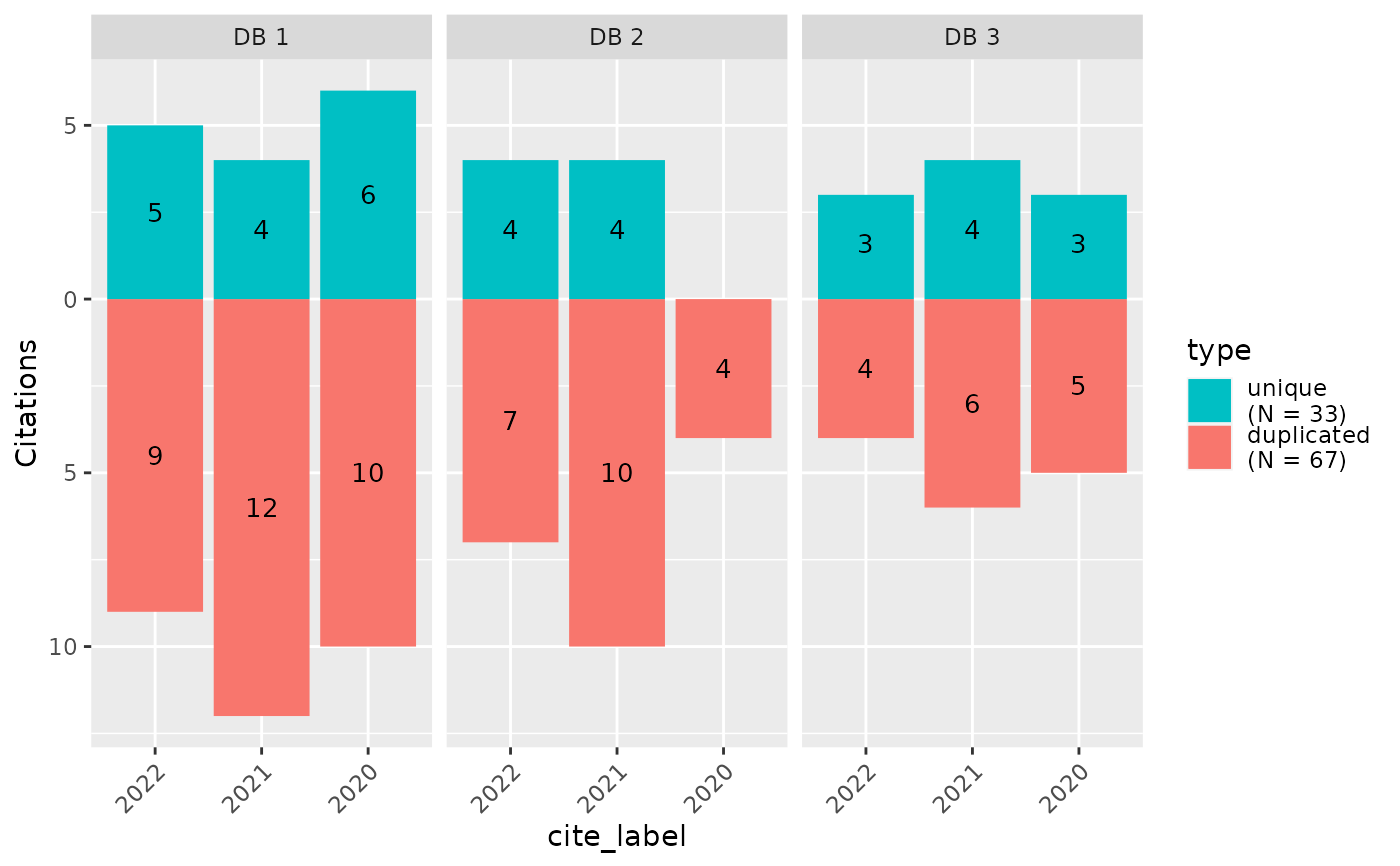 DB 1 DB 2 DB 3
Citations
5
0
5
10
5 4 6
9 12 10
4 4
7 10 4
3 4 3
4 6 5
2022 2021 2020 2022 2021 2020 2022 2021 2020
cite_label
type
unique
(N = 33)
duplicated
(N = 67)